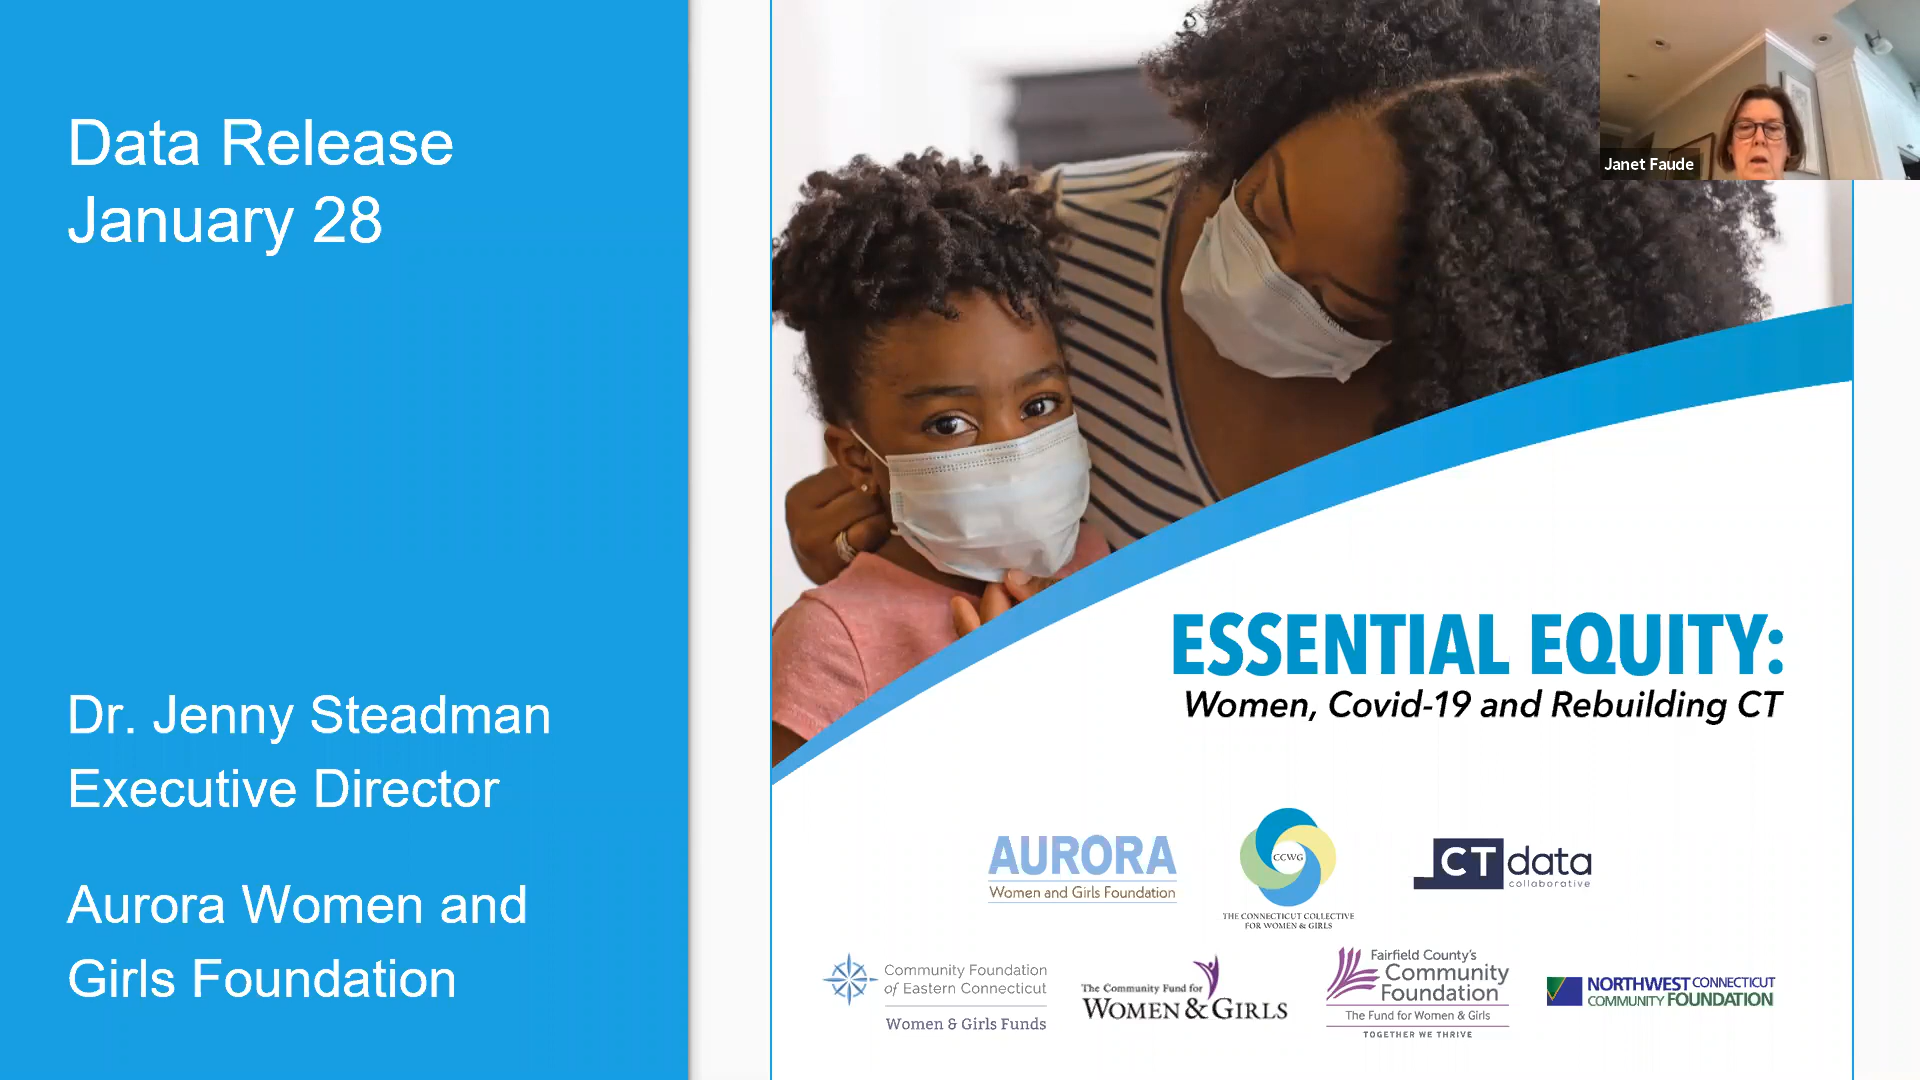 Data Release
January 28
Dr. Jenny Steadman
Executive Director
Aurora Women and
Girls Foundation
Janet Faude
ESSENTIAL EQUITY:
Women, Covid-19 and Rebuilding CT
AURORA
Women and Girls Foundation
CCWG
THE CONNECTICUT COLLECTIVE
FOR WOMEN & GIRLS
CTdata
collaborative
Community Foundation
of Eastern Connecticut
Women & Girls Funds
The Community Fund for
WOMEN & GIRLS
Fairfield County's
Community
Foundation
The Fund for Women & Girls
TOGETHER WE THRIVE
NORTHWEST CONNECTICUT
COMMUNITY FOUNDATION